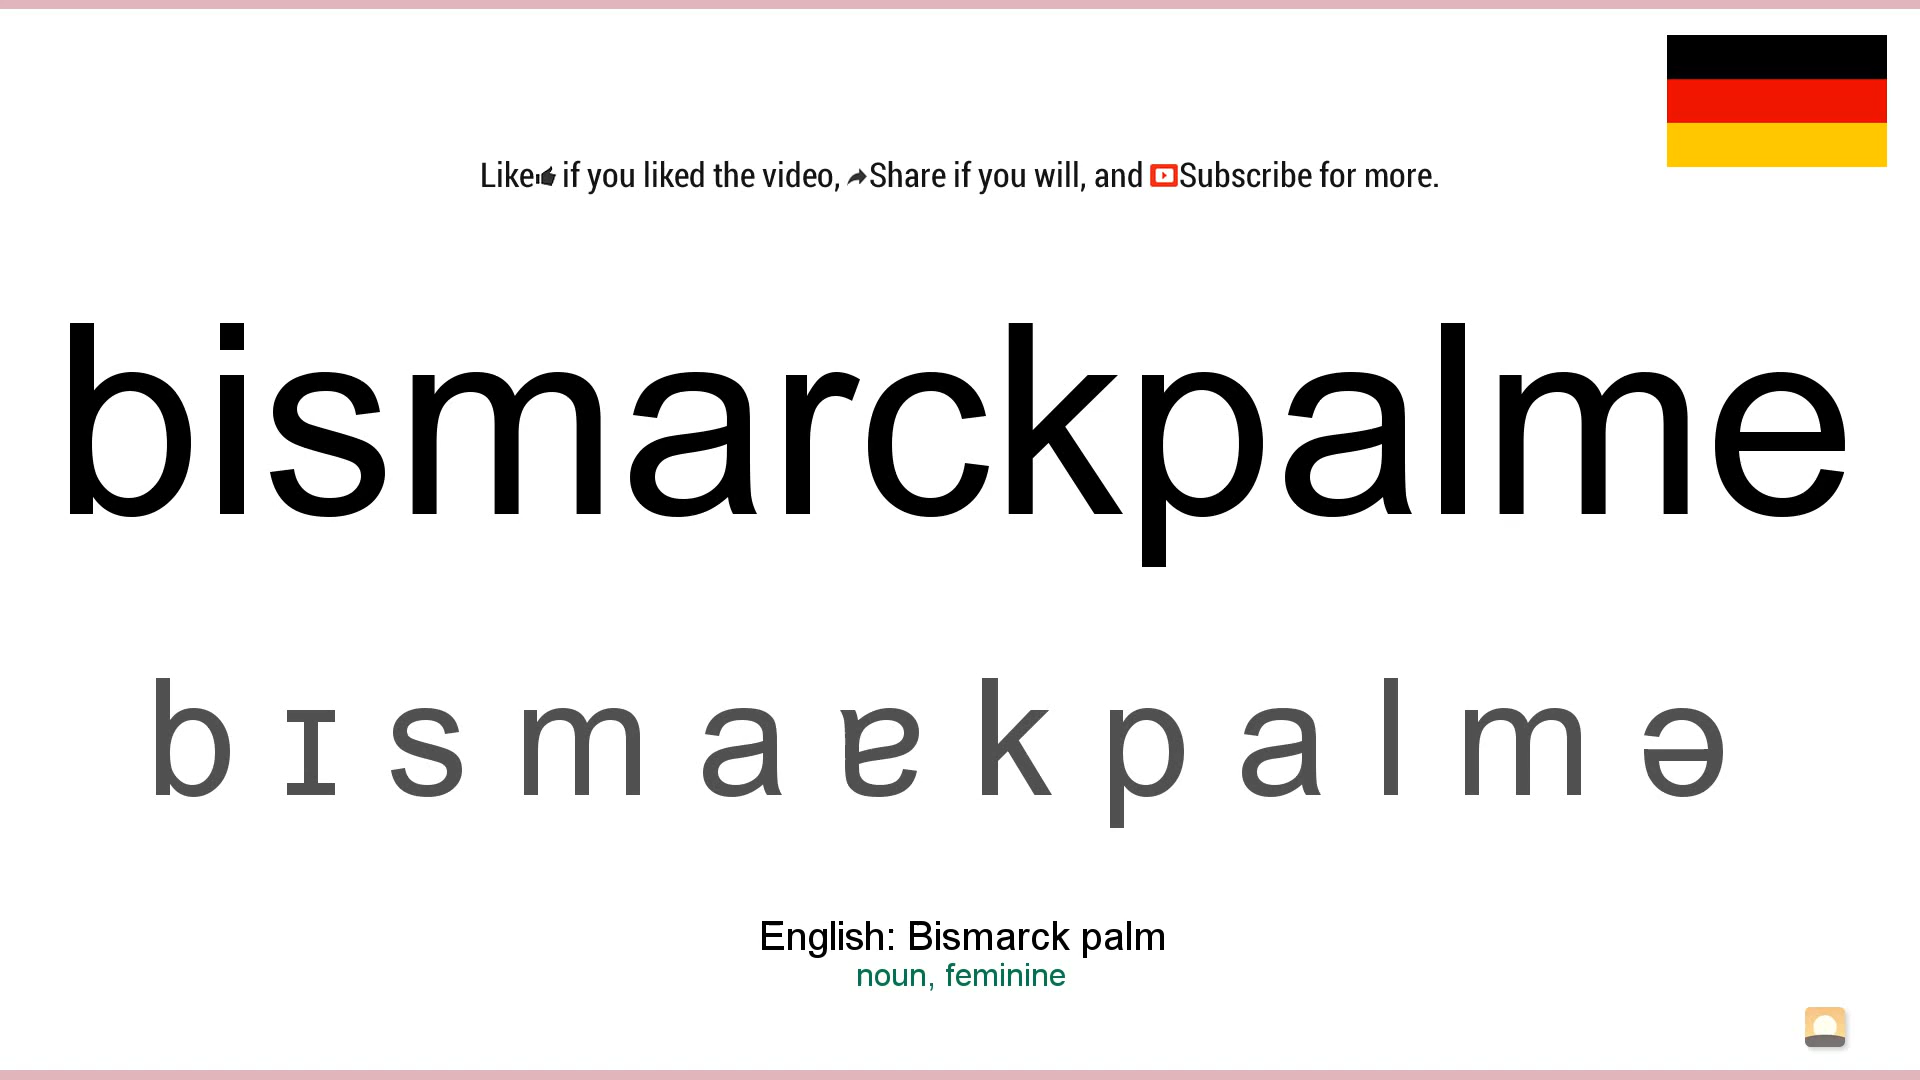 Like if you liked the video, Share if you will, and Subscribe for more.
bismarckpalme
b ɪ s m a ɐ k p a l m ə
English: Bismarck palm
noun, feminine